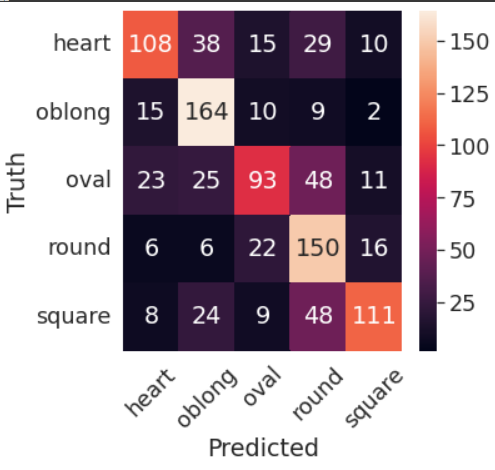 heart 108 38 15 29 10
oblong 15 164 10 9 2
oval 23 25 93 48 11
round 6 6 22 150 16
square 8 24 9 48 111
Truth
heart oblong oval round square
Predicted
150
125
100
75
50
25